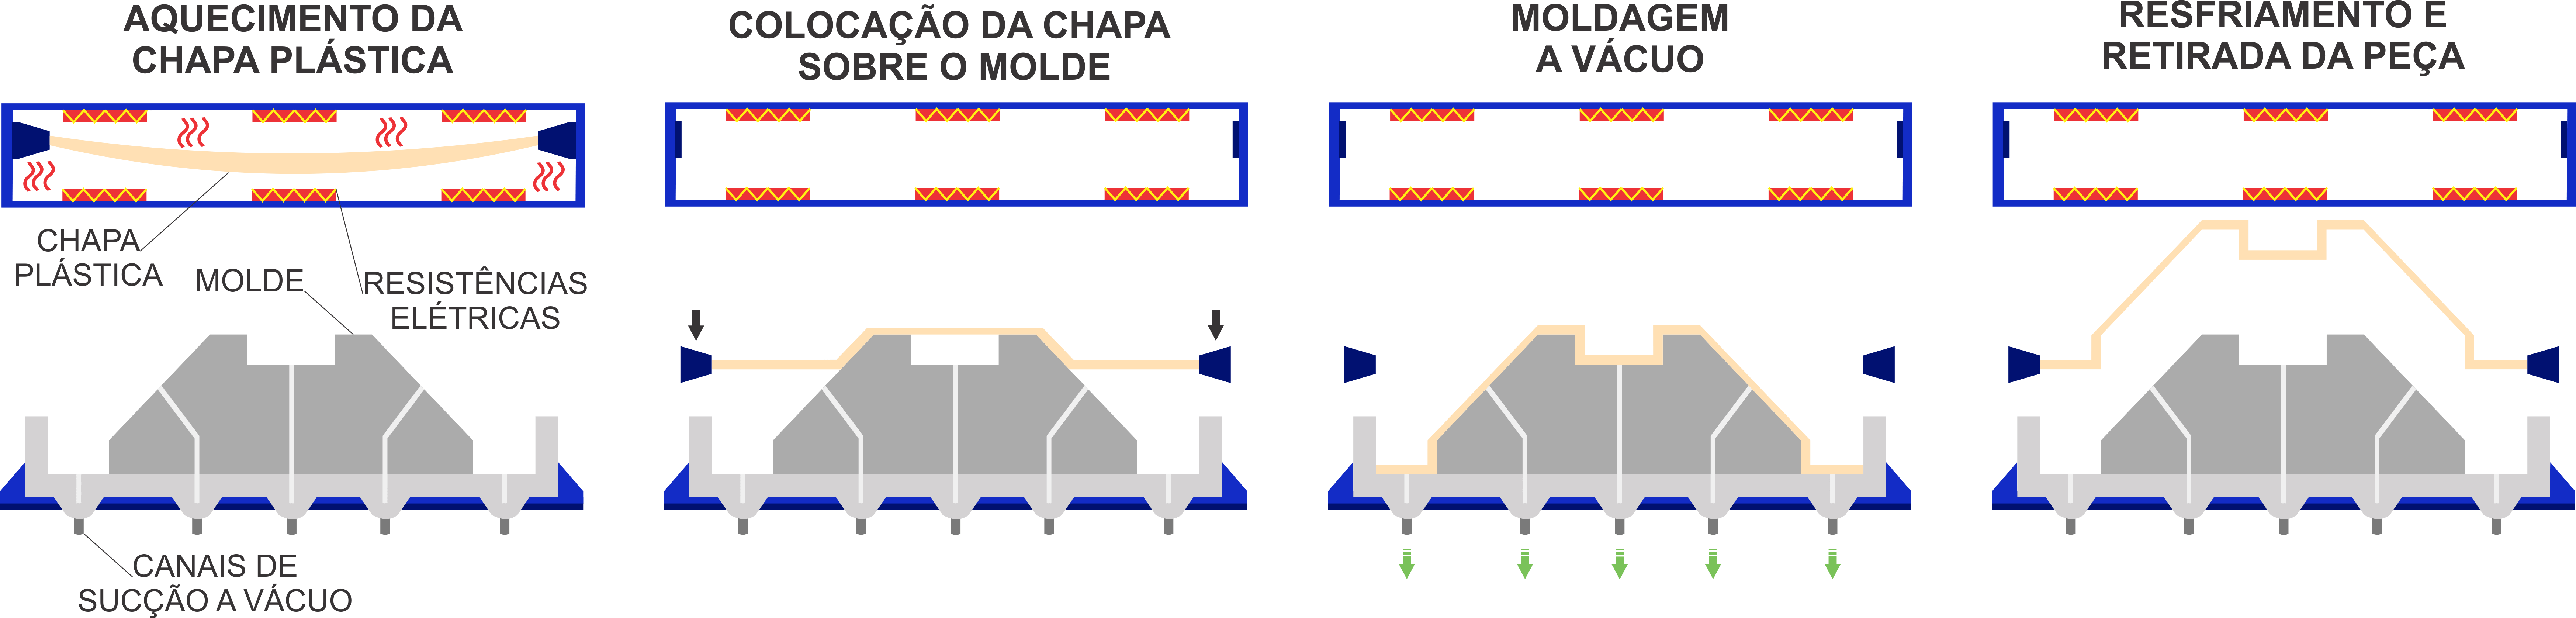 AQUECIMENTO DA
CHAPA PLÁSTICA
COLOCAÇÃO DA CHAPA
SOBRE O MOLDE
MOLDAGEM
A VÁCUO
RESFRIAMENTO E
RETIRADA DA PEÇA
CHAPA
PLÁSTICA
MOLDE
RESISTÊNCIAS
ELÉTRICAS
CANAIS DE
SUCÇÃO A VÁCUO